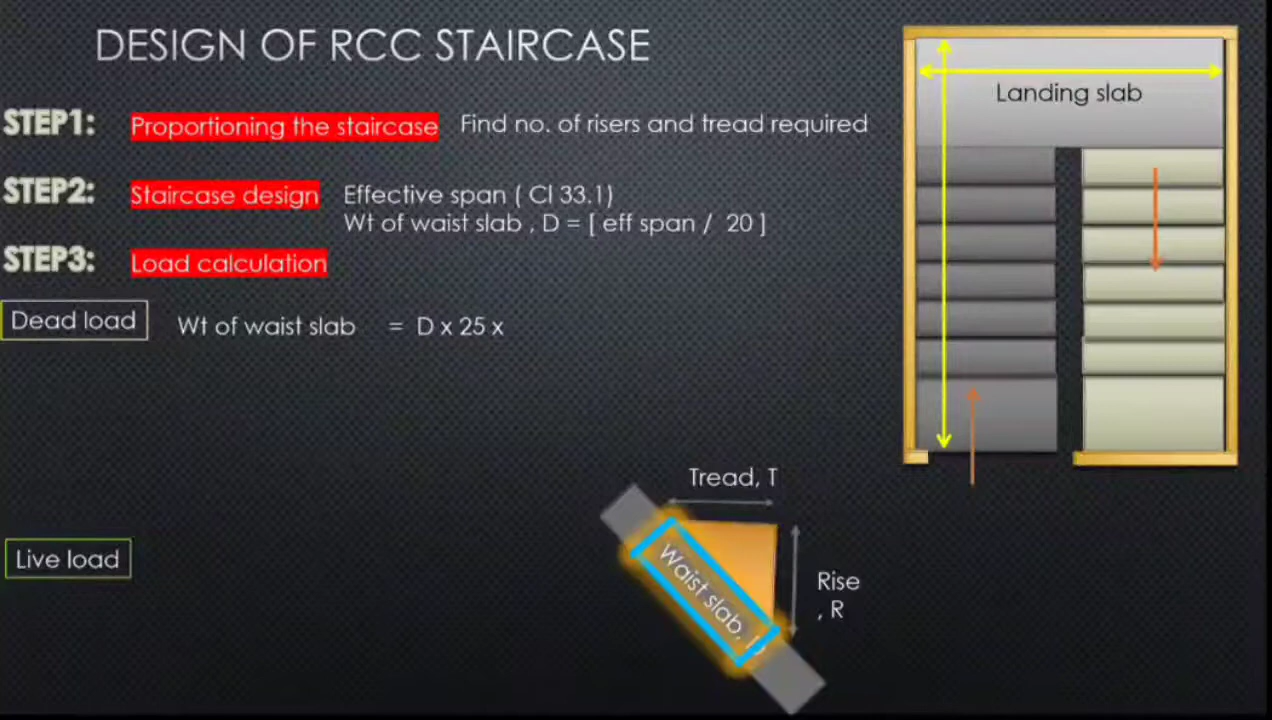 DESIGN OF RCC STAIRCASE
STEP1: Proportioning the staircase Find no. of risers and tread required
STEP2: Staircase design Effective span ( Cl 33.1)
Wt of waist slab , D = [ eff span / 20 ]
STEP3: Load calculation
Dead load Wt of waist slab = D x 25 x
Live load
Landing slab
Tread, T
Waist slab, D
Rise
, R